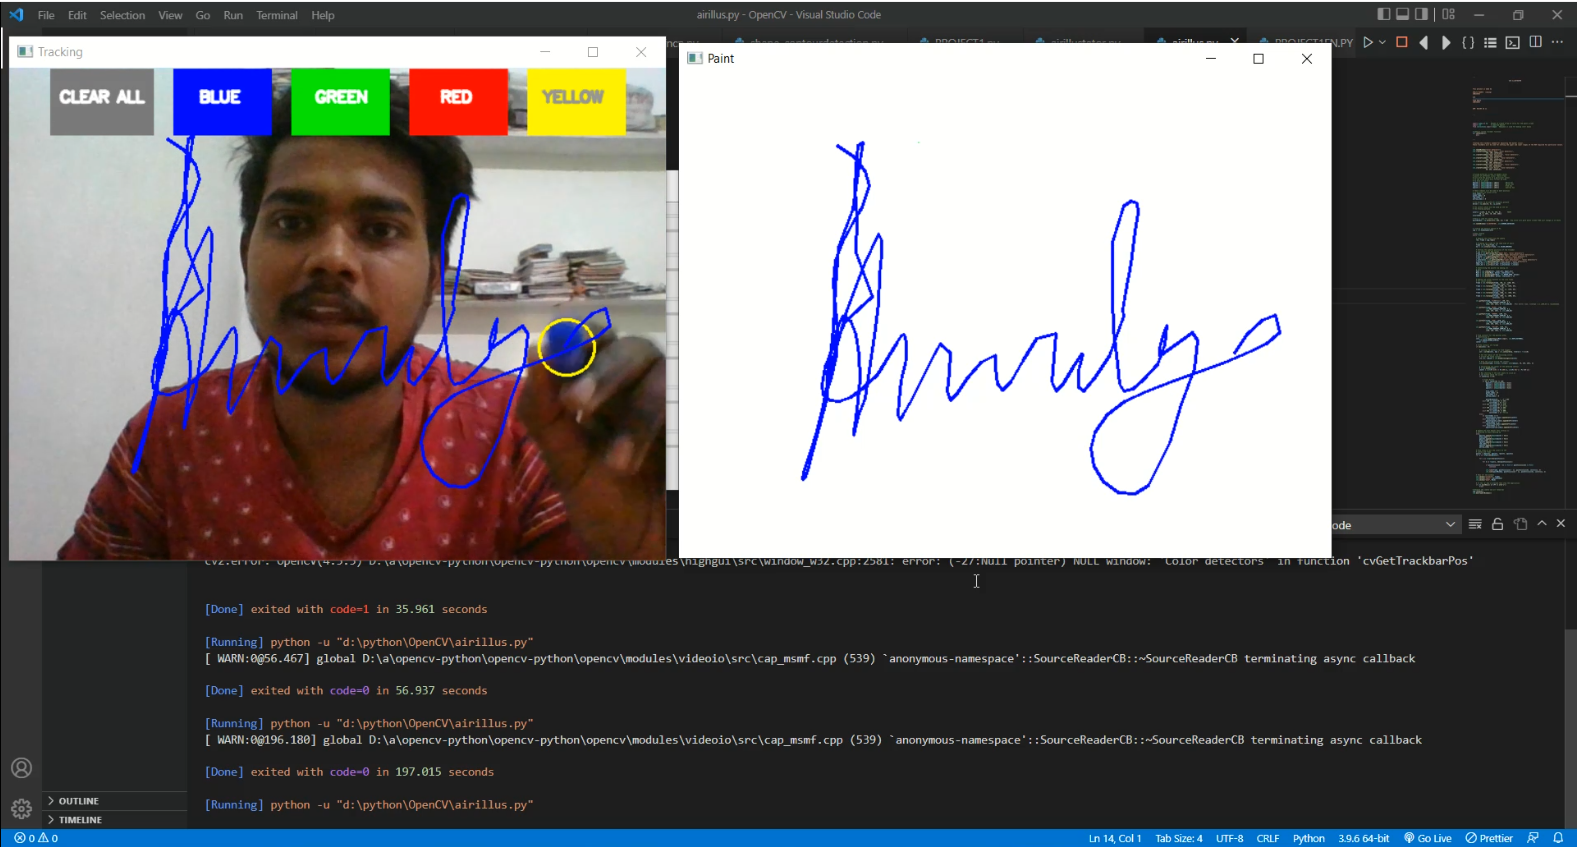 File Edit Selection View Go Run Terminal Help
airillus.py - OpenCV - Visual Studio Code
Tracking
Paint
PROJECT1.py
airillus.py
PROJECT1FN.PY
CLEAR ALL BLUE GREEN RED YELLOW
ode
cv2.error: OpenCV(4.5.5) D:\a\opencv-python\opencv-python\opencv\modules\highgui\src\window_w32.cpp:2581: error: (-27:Null pointer) NULL window: 'Color detectors' in function 'cvGetTrackbarPos'
[Done] exited with code=1 in 35.961 seconds
[Running] python -u "d:\python\OpenCV\airillus.py"
[ WARN:0@56.467] global D:\a\opencv-python\opencv-python\opencv\modules\videoio\src\cap_msmf.cpp (539) `anonymous-namespace'::SourceReaderCB::~SourceReaderCB terminating async callback
[Done] exited with code=0 in 56.937 seconds
[Running] python -u "d:\python\OpenCV\airillus.py"
[ WARN:0@196.180] global D:\a\opencv-python\opencv-python\opencv\modules\videoio\src\cap_msmf.cpp (539) `anonymous-namespace'::SourceReaderCB::~SourceReaderCB terminating async callback
[Done] exited with code=0 in 197.015 seconds
[Running] python -u "d:\python\OpenCV\airillus.py"
OUTLINE
TIMELINE
0 0 Ln 14, Col 1 Tab Size: 4 UTF-8 CRLF Python 3.9.6 64-bit Go Live Prettier